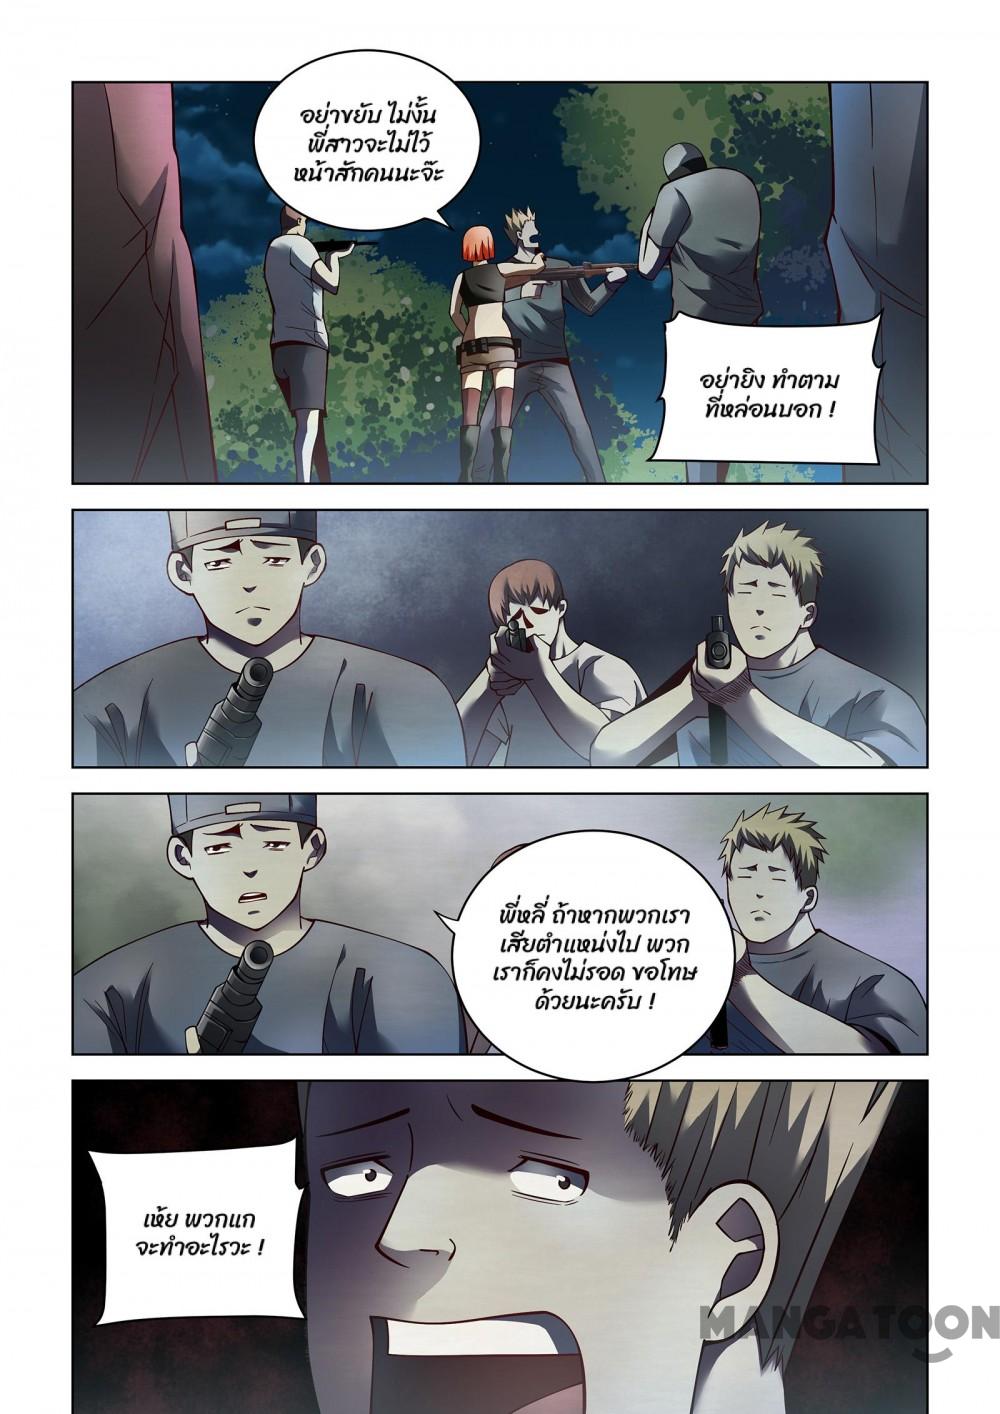 อย่าขยับ ไม่งั้น
พี่สาวจะไม่ไว้
หน้าสักคนนะจ๊ะ
อย่ายิง ทำตาม
ที่หล่อนบอก !
พี่หลี่ ถ้าหากพวกเรา
เสียตำแหน่งไป พวก
เราก็คงไม่รอด ขอโทษ
ด้วยนะครับ !
เห้ย พวกแก
จะทำอะไรวะ !
MANGATOON